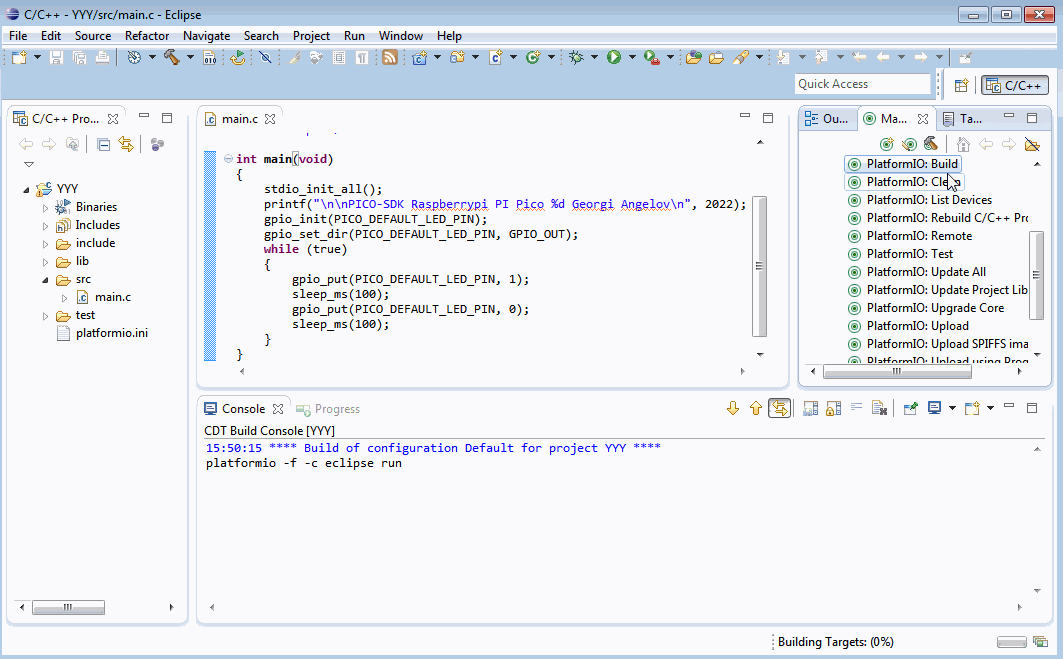 C/C++ - YYY/src/main.c - Eclipse
File Edit Source Refactor Navigate Search Project Run Window Help
Quick Access
C/C++
C/C++ Pro...
YYY
Binaries
Includes
include
lib
src
main.c
test
platformio.ini
main.c
int main(void)
{
stdio_init_all();
printf("\n\nPICO-SDK Raspberrypi PI Pico %d Georgi Angelov\n", 2022);
gpio_init(PICO_DEFAULT_LED_PIN);
gpio_set_dir(PICO_DEFAULT_LED_PIN, GPIO_OUT);
while (true)
{
gpio_put(PICO_DEFAULT_LED_PIN, 1);
sleep_ms(100);
gpio_put(PICO_DEFAULT_LED_PIN, 0);
sleep_ms(100);
}
}
Ou... Ma... Ta...
PlatformIO: Build
PlatformIO: Clean
PlatformIO: List Devices
PlatformIO: Rebuild C/C++ Pro
PlatformIO: Remote
PlatformIO: Test
PlatformIO: Update All
PlatformIO: Update Project Lib
PlatformIO: Upgrade Core
PlatformIO: Upload
PlatformIO: Upload SPIFFS ima
PlatformIO: Upload using Prog
Console Progress
CDT Build Console [YYY]
15:50:15 **** Build of configuration Default for project YYY ****
platformio -f -c eclipse run
Building Targets: (0%)